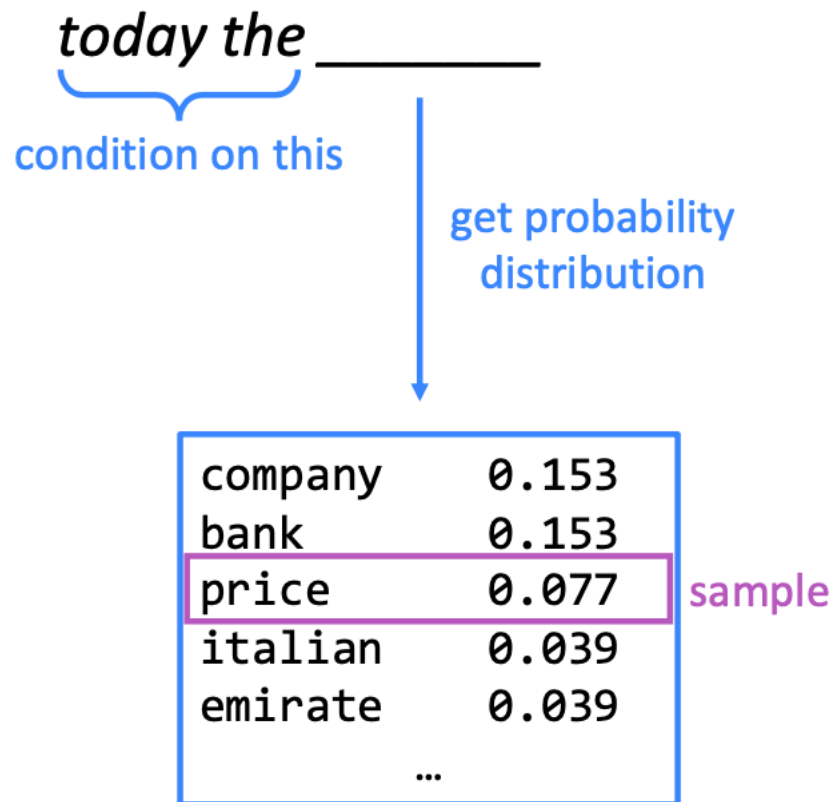 today the ________
condition on this
get probability
distribution
company 0.153
bank 0.153
price 0.077 sample
italian 0.039
emirate 0.039
…